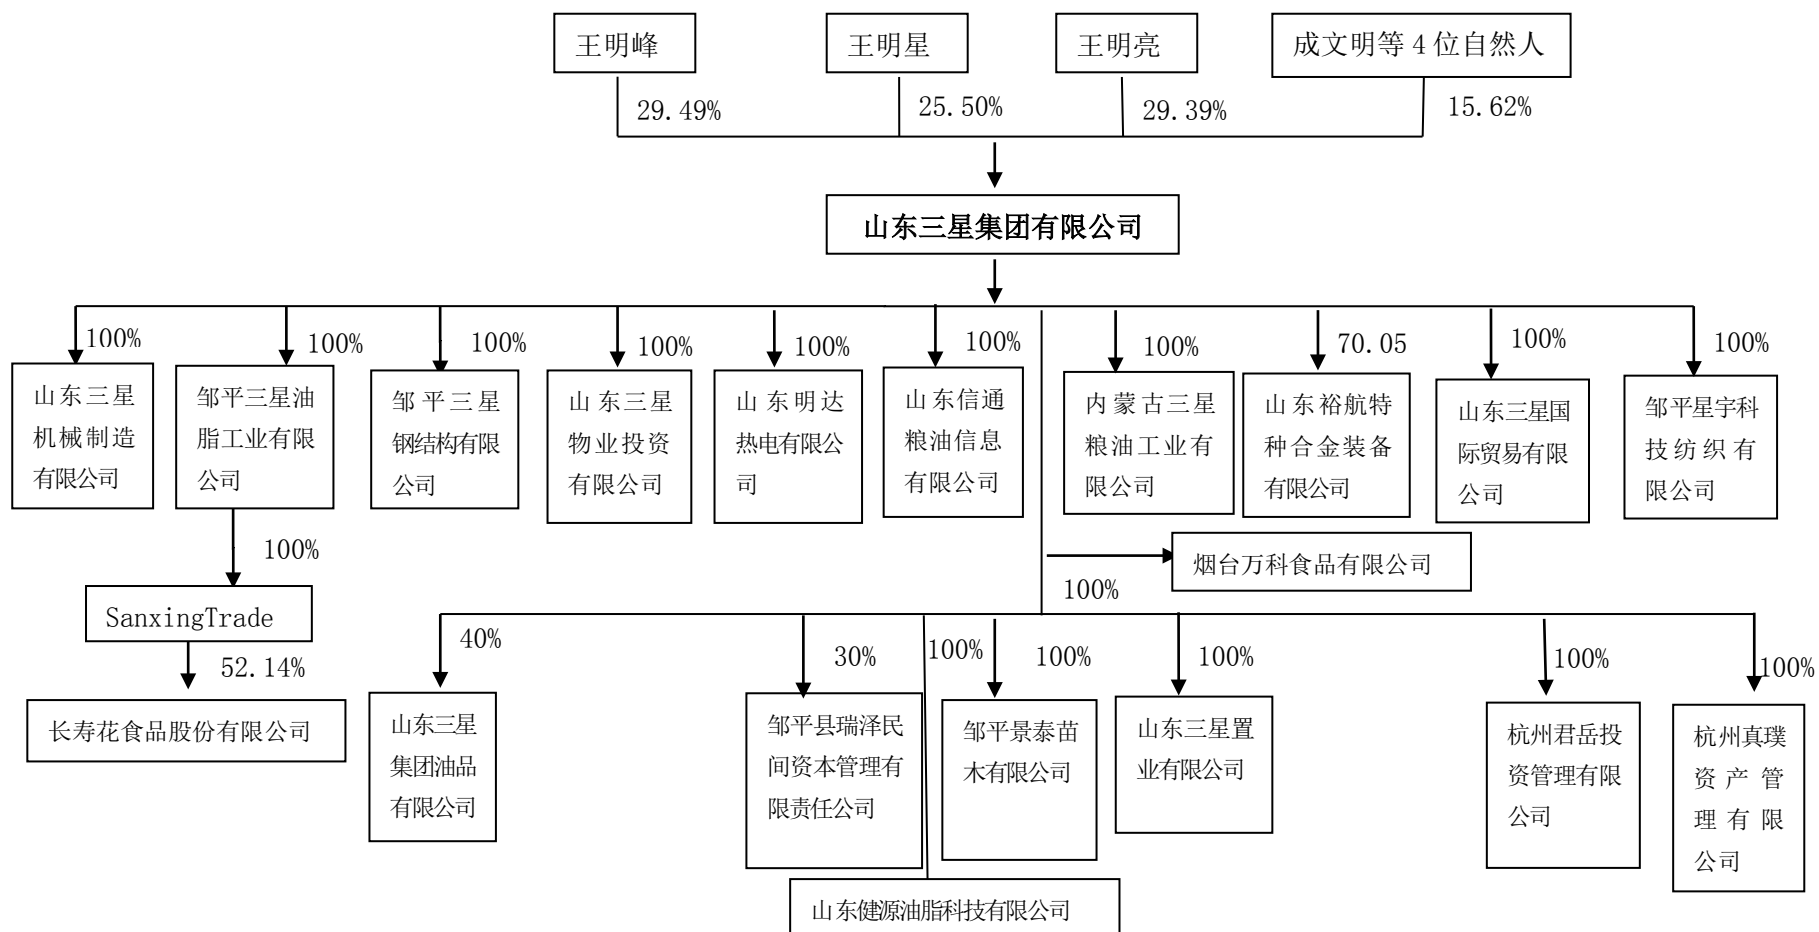 王明峰
王明星
王明亮
成文明等 4 位自然人
29.49%
25.50%
29.39%
15.62%
山东三星集团有限公司
100%
100%
100%
100%
100%
100%
100%
70.05
100%
100%
山东三星
机械制造
有限公司
邹平三星油
脂工业有限
公司
邹平三星
钢结构有限
公司
山东三星
物业投资
有限公司
山东明达
热电有限公
司
山东信通
粮油信息
有限公司
内蒙古三星
粮油工业有
限公司
山东裕航特
种合金装备
有限公司
山东三星国
际贸易有限
公司
邹平星宇科
技纺织有
限公司
100%
烟台万科食品有限公司
100%
SanxingTrade
52.14%
长寿花食品股份有限公司
40%
30%
100%
100%
100%
100%
100%
山东三星
集团油品
有限公司
邹平县瑞泽民
间资本管理有
限责任公司
邹平景泰苗
木有限公司
山东三星置
业有限公司
杭州君岳投
资管理有限
公司
杭州真璞
资产管
理有限
公司
山东健源油脂科技有限公司